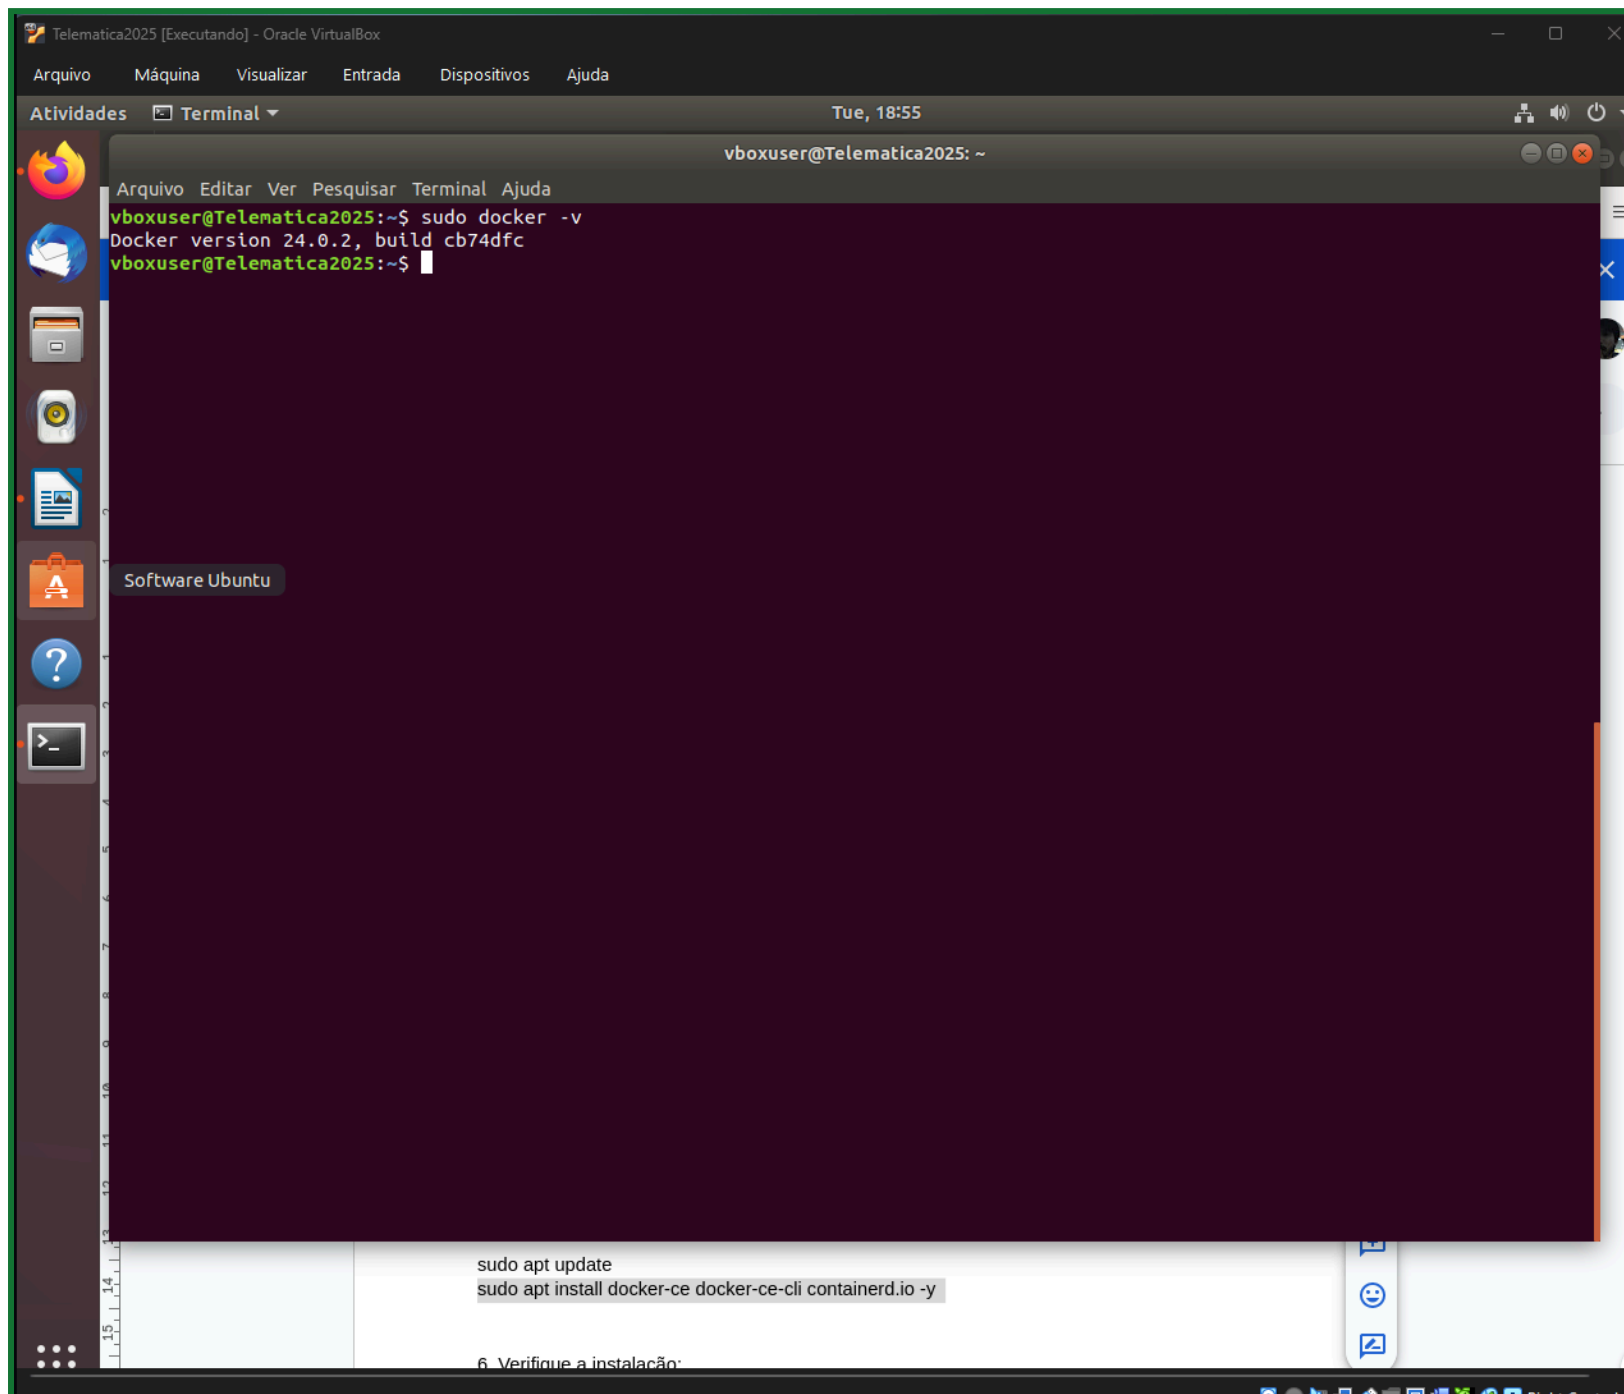 Telematica2025 [Executando] - Oracle VirtualBox
Arquivo Máquina Visualizar Entrada Dispositivos Ajuda
Atividades Terminal Tue, 18:55
vboxuser@Telematica2025: ~
Arquivo Editar Ver Pesquisar Terminal Ajuda
vboxuser@Telematica2025:~$ sudo docker -v
Docker version 24.0.2, build cb74dfc
vboxuser@Telematica2025:~$
Software Ubuntu
sudo apt update
sudo apt install docker-ce docker-ce-cli containerd.io -y
6. Verifique a instalação: